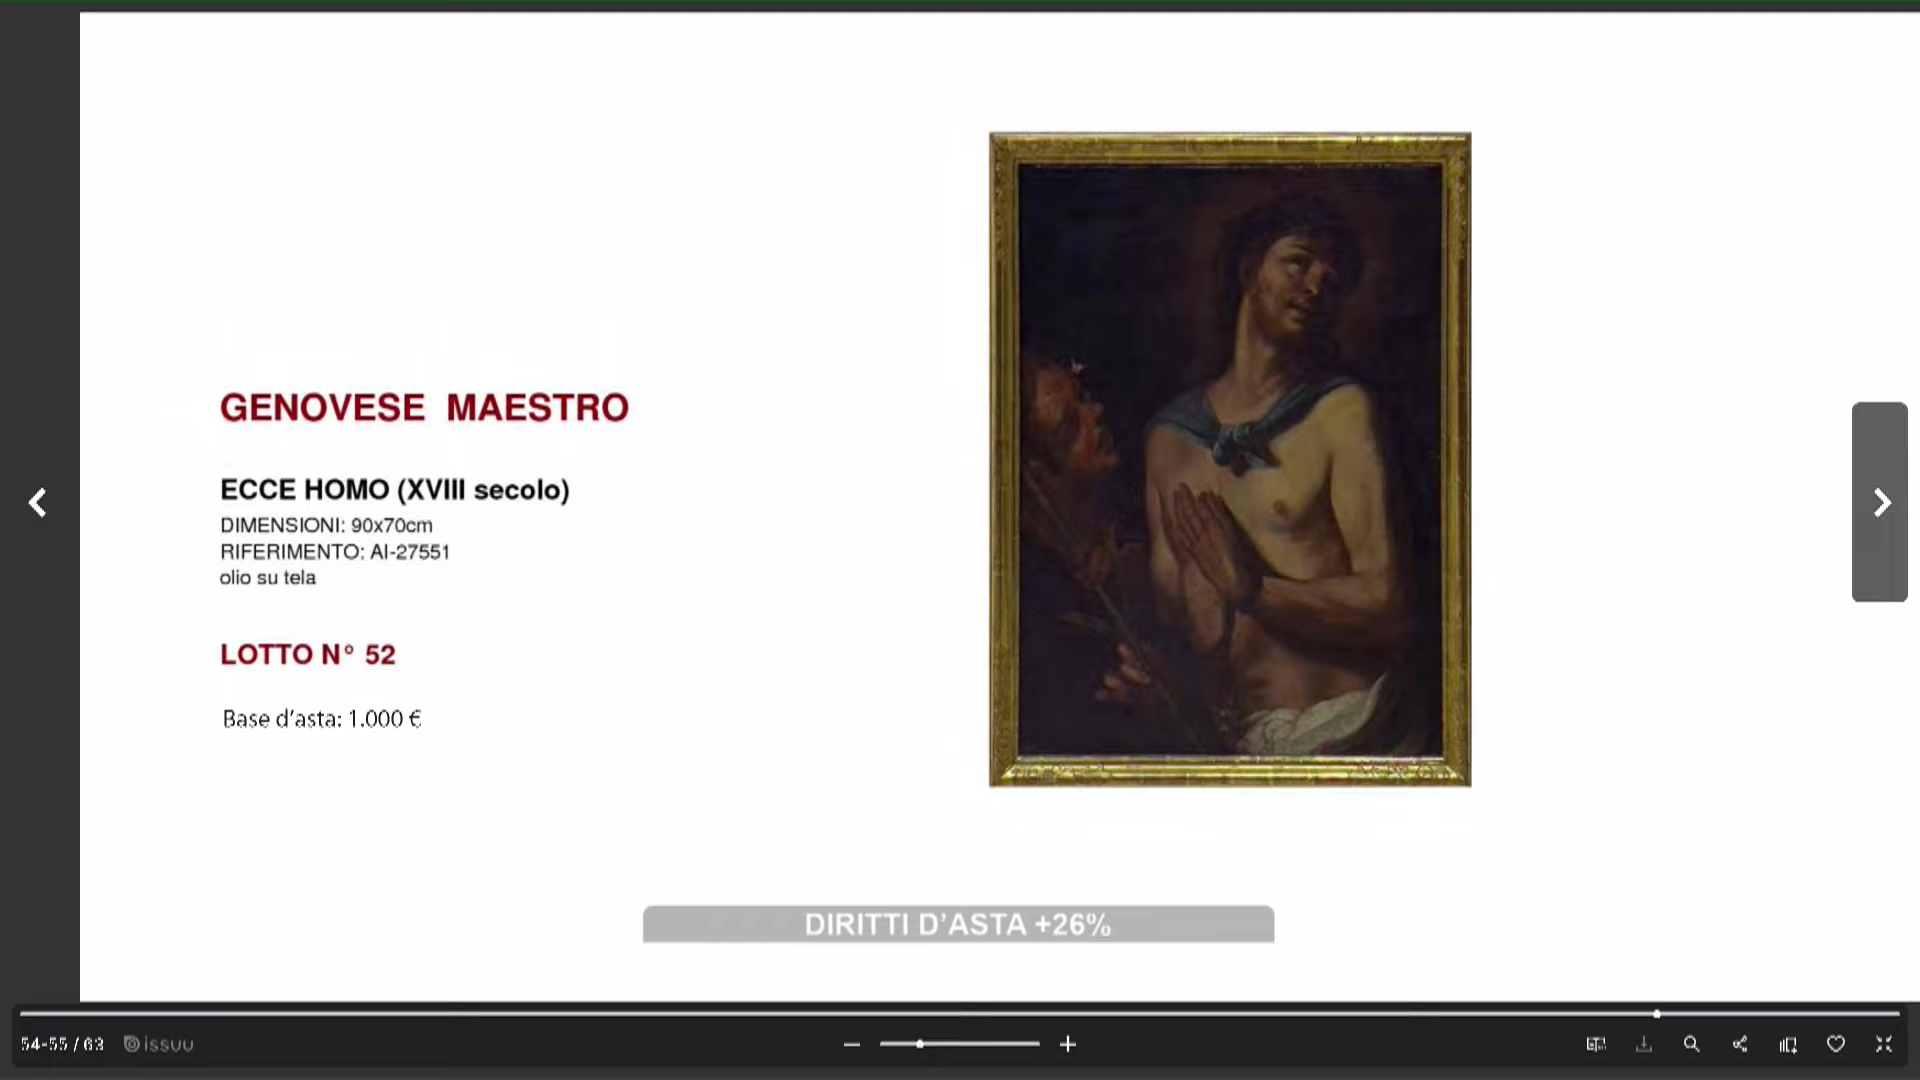 GENOVESE MAESTRO
ECCE HOMO (XVIII secolo)
DIMENSIONI: 90x70cm
RIFERIMENTO: AI-27551
olio su tela
LOTTO N° 52
Base d'asta: 1.000 €
DIRITTI D'ASTA +26%
54-55 / 63
issuu